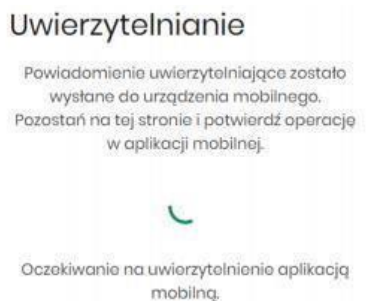 Uwierzytelnianie
Powiadomienie uwierzytelniające zostało
wysłane do urządzenia mobilnego.
Pozostań na tej stronie i potwierdź operację
w aplikacji mobilnej.
Oczekiwanie na uwierzytelnienie aplikacją
mobilną.